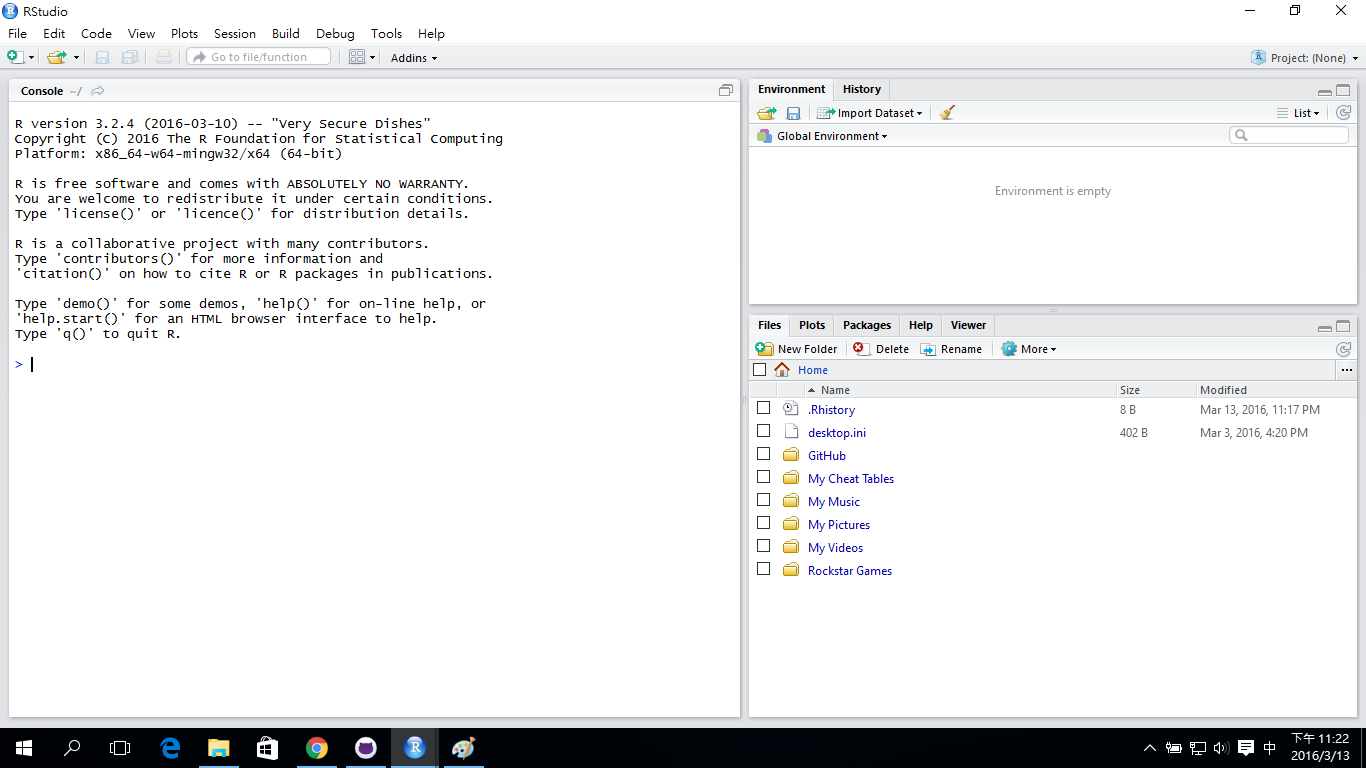 RStudio
File Edit Code View Plots Session Build Debug Tools Help
Go to file/function Addins Project: (None)
Console ~/
R version 3.2.4 (2016-03-10) -- "Very Secure Dishes"
Copyright (C) 2016 The R Foundation for Statistical Computing
Platform: x86_64-w64-mingw32/x64 (64-bit)
R is free software and comes with ABSOLUTELY NO WARRANTY.
You are welcome to redistribute it under certain conditions.
Type 'license()' or 'licence()' for distribution details.
R is a collaborative project with many contributors.
Type 'contributors()' for more information and
'citation()' on how to cite R or R packages in publications.
Type 'demo()' for some demos, 'help()' for on-line help, or
'help.start()' for an HTML browser interface to help.
Type 'q()' to quit R.
>
Environment History
Import Dataset List
Global Environment
Environment is empty
Files Plots Packages Help Viewer
New Folder Delete Rename More
Home ...
Name Size Modified
.Rhistory 8 B Mar 13, 2016, 11:17 PM
desktop.ini 402 B Mar 3, 2016, 4:20 PM
GitHub
My Cheat Tables
My Music
My Pictures
My Videos
Rockstar Games
中 下午 11:22
2016/3/13